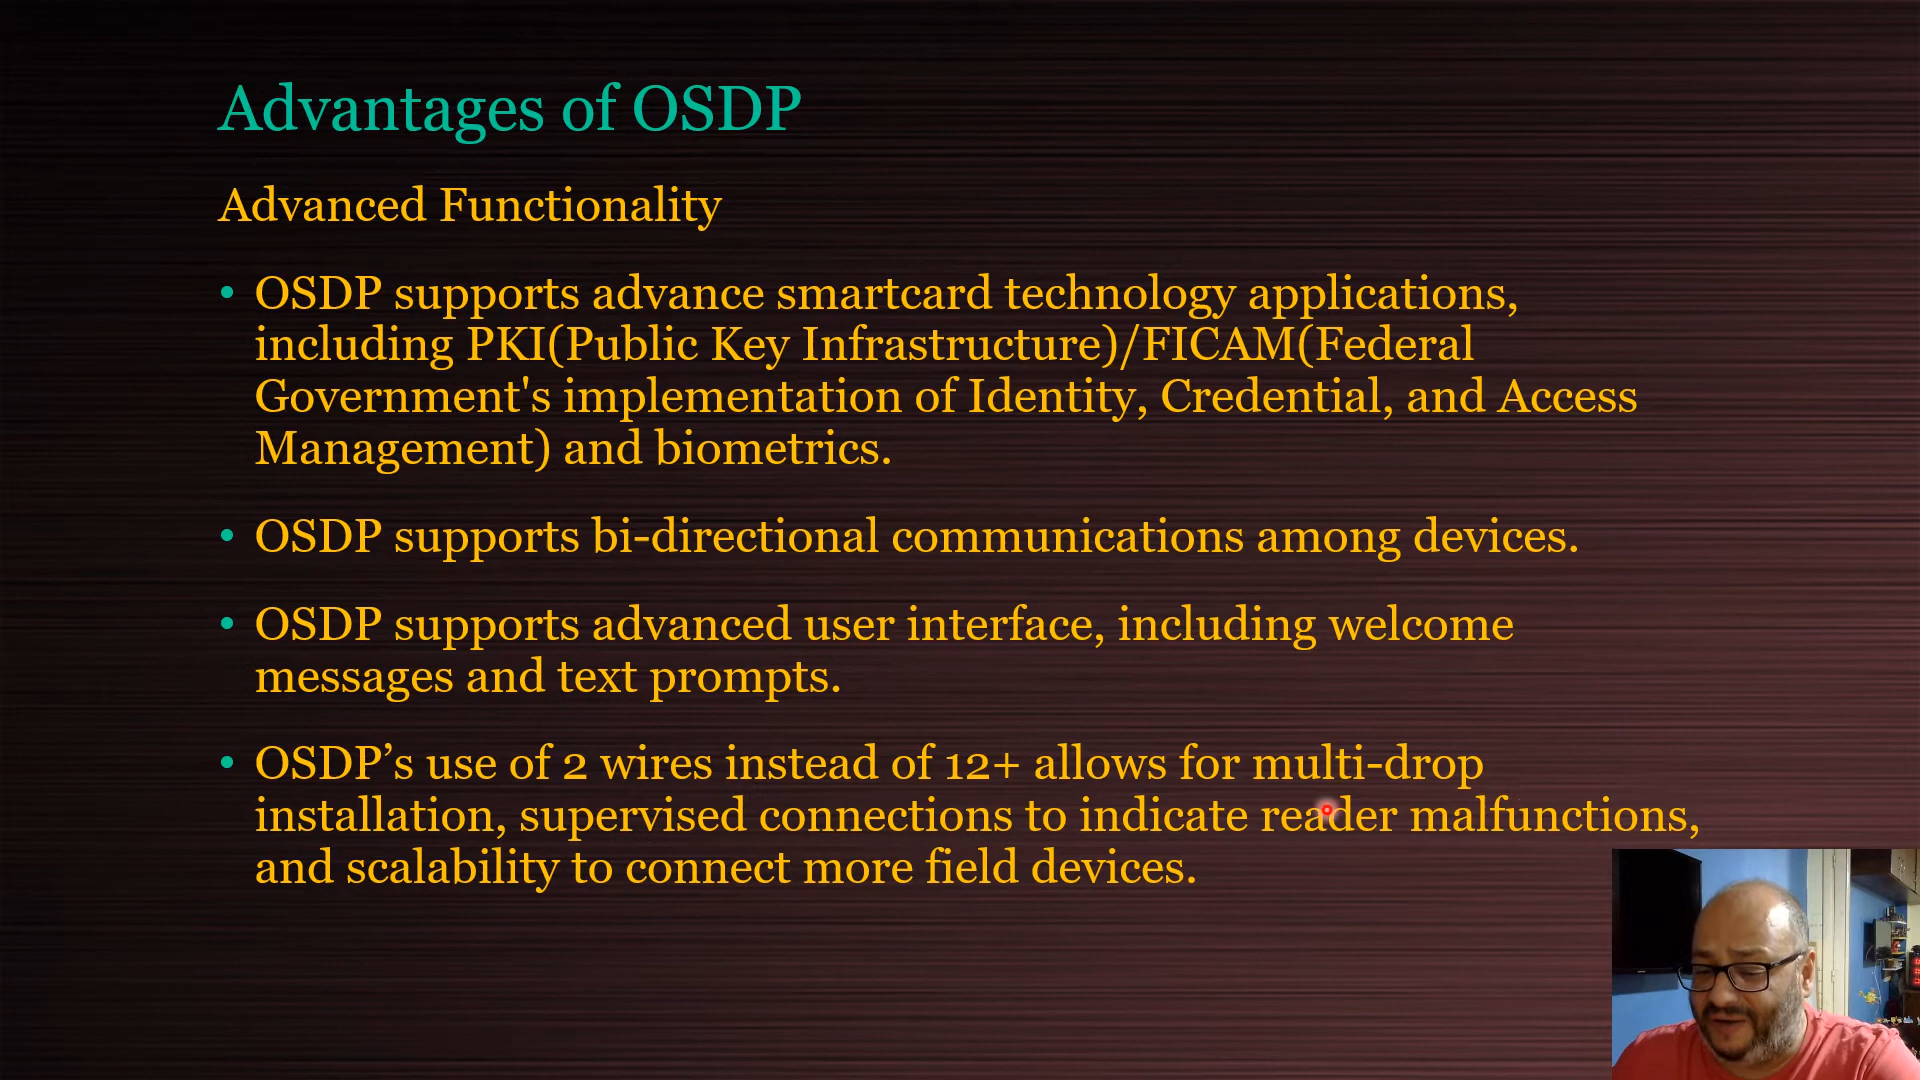 Advantages of OSDP
Advanced Functionality
• OSDP supports advance smartcard technology applications,
including PKI(Public Key Infrastructure)/FICAM(Federal
Government's implementation of Identity, Credential, and Access
Management) and biometrics.
• OSDP supports bi-directional communications among devices.
• OSDP supports advanced user interface, including welcome
messages and text prompts.
• OSDP’s use of 2 wires instead of 12+ allows for multi-drop
installation, supervised connections to indicate reader malfunctions,
and scalability to connect more field devices.